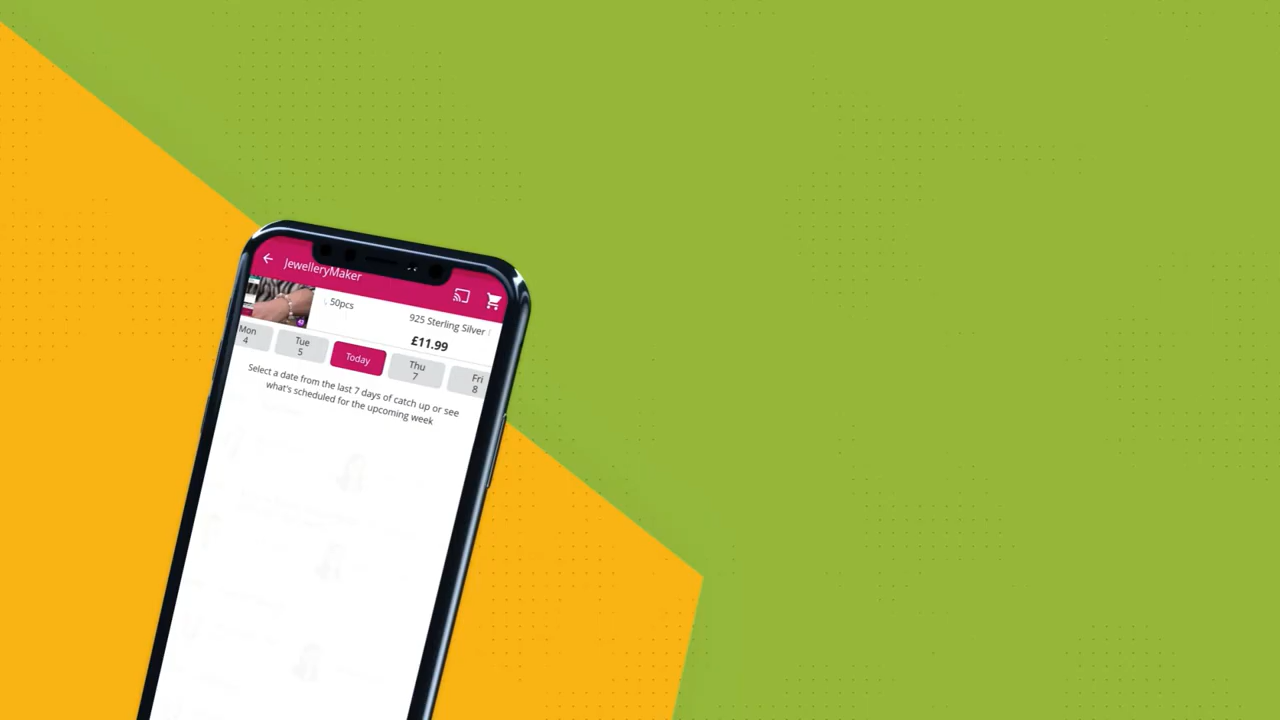 JewelleryMaker
50pcs
925 Sterling Silver
£11.99
Mon
4
Tue
5
Today
Thu
7
Fri
8
Select a date from the last 7 days of catch up or see
what's scheduled for the upcoming week